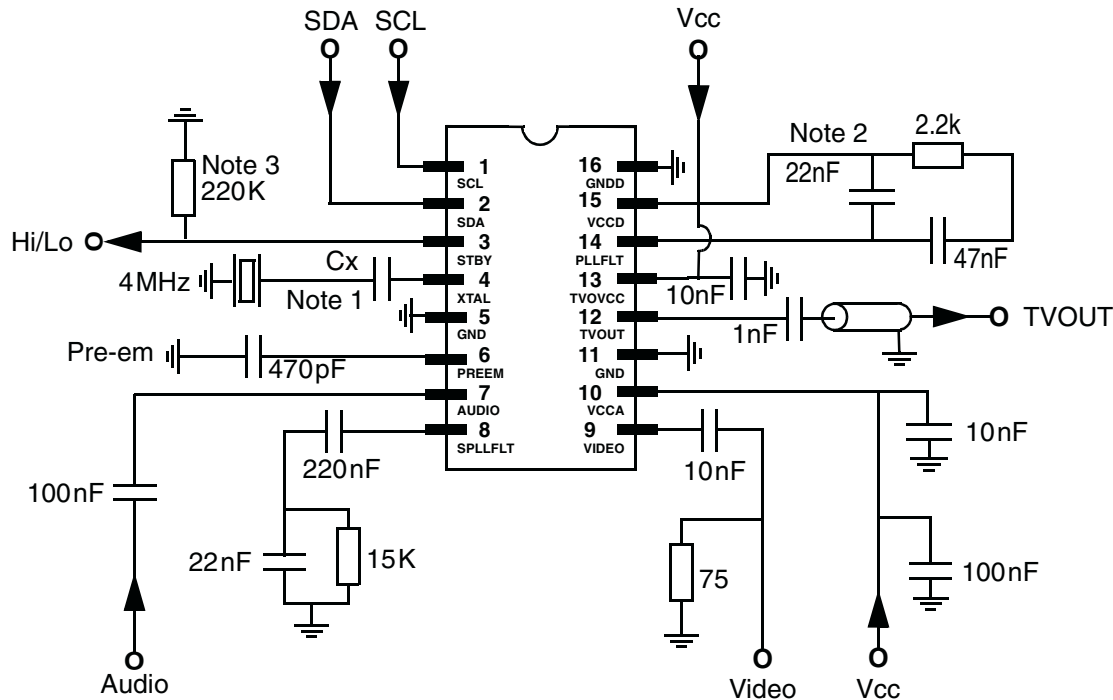 SDA SCL Vcc
Note 3
220K
Note 2
2.2k
22nF
47nF
1
SCL
2
SDA
3
STBY
4
XTAL
5
GND
6
PREEM
7
AUDIO
8
SPLLFLT
16
GNDD
15
VCCD
14
PLLFLT
13
TVOVCC
12
TVOUT
11
GND
10
VCCA
9
VIDEO
Hi/Lo
4MHz
Cx
Note 1
Pre-em
470pF
10nF
1nF
TVOUT
220nF
100nF
22nF
15K
10nF
10nF
75
100nF
Audio
Video
Vcc